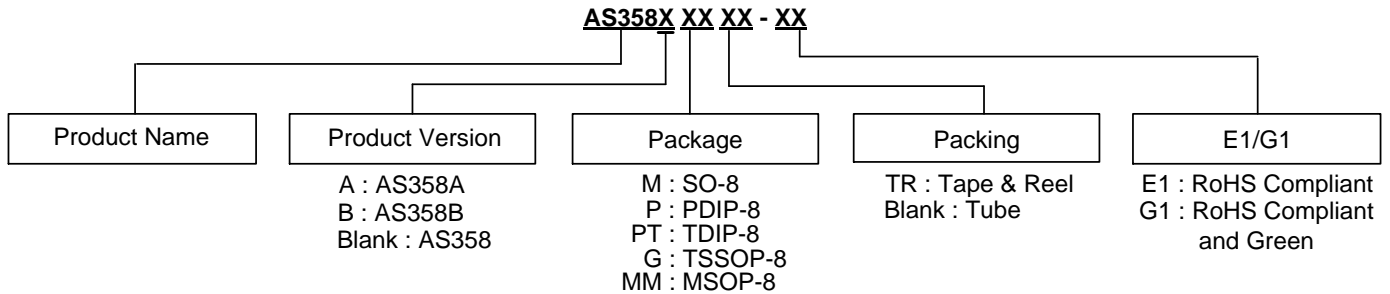 AS358X XX XX - XX
Product Name
Product Version
Package
Packing
E1/G1
A : AS358A
B : AS358B
Blank : AS358
M : SO-8
P : PDIP-8
PT : TDIP-8
G : TSSOP-8
MM : MSOP-8
TR : Tape & Reel
Blank : Tube
E1 : RoHS Compliant
G1 : RoHS Compliant
and Green